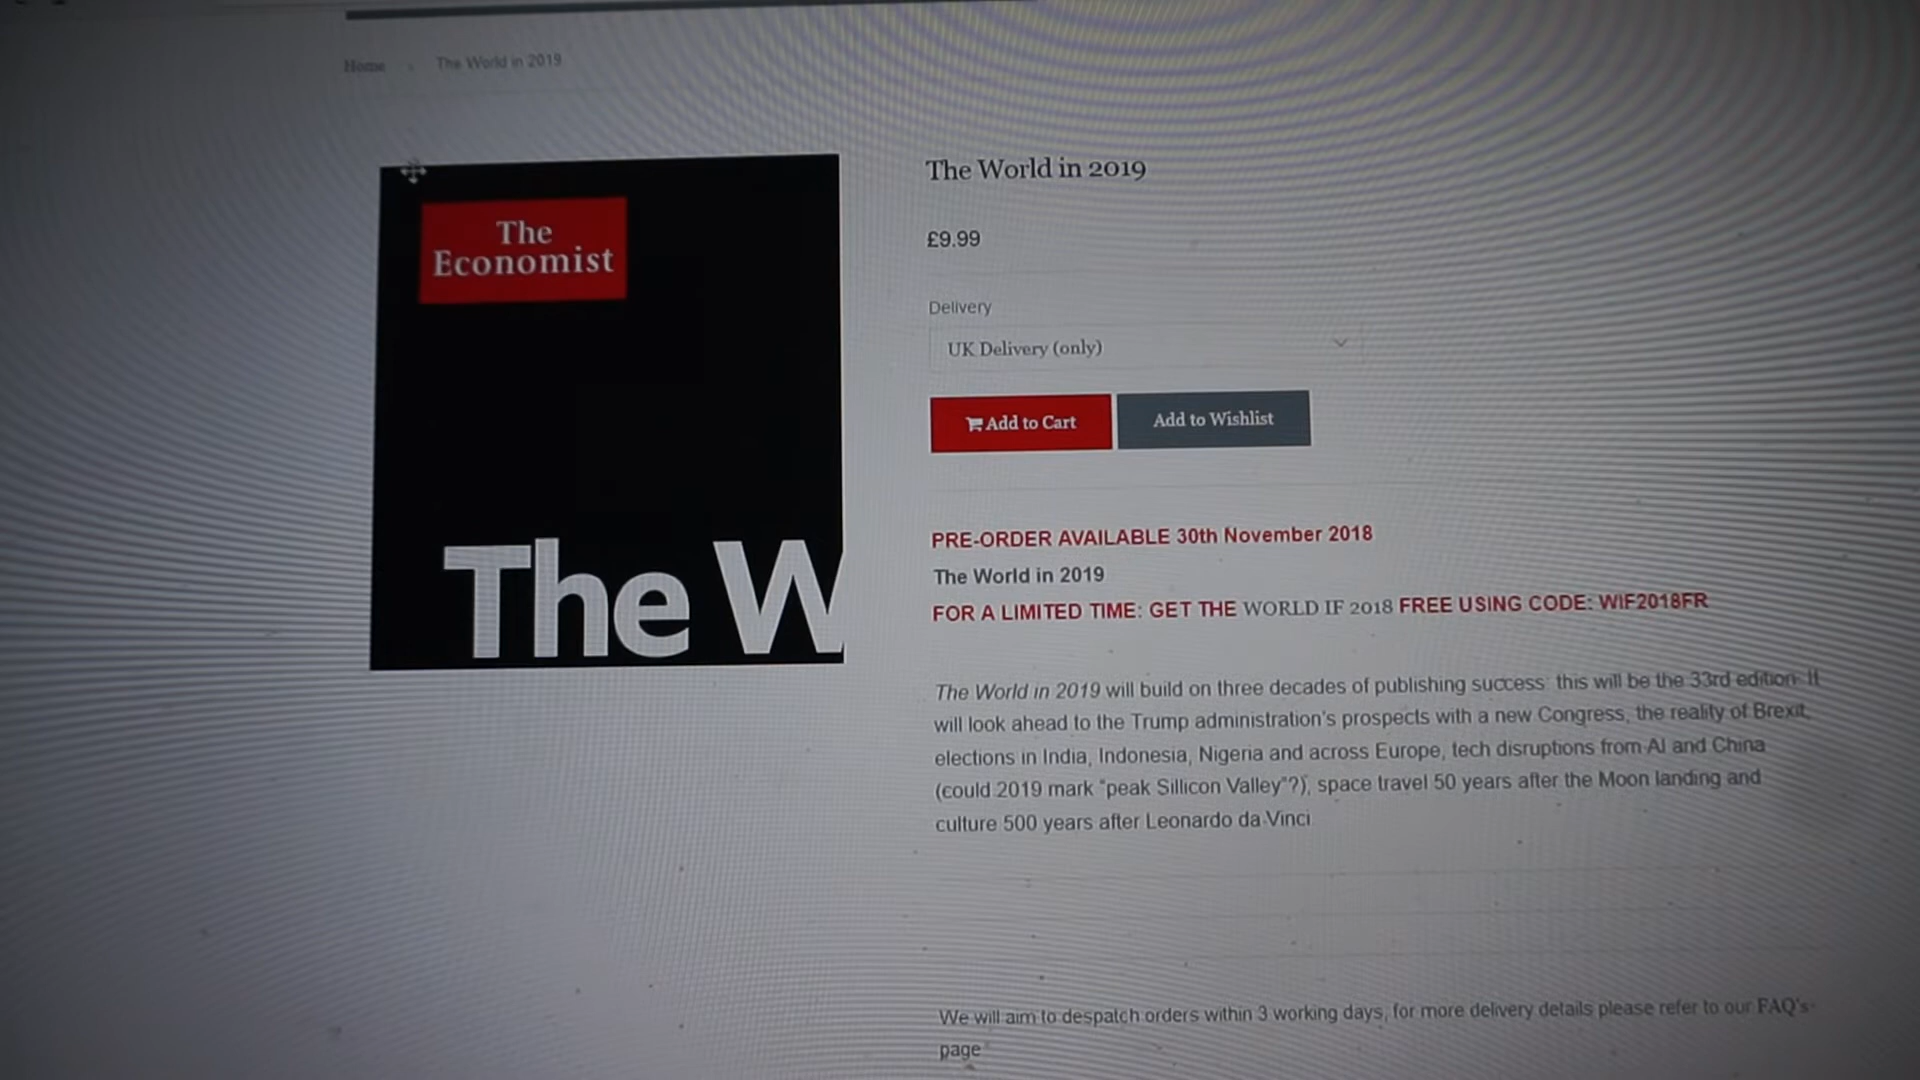 Home
The World in 2019
The
Economist
The W
The World in 2019
£9.99
Delivery
UK Delivery (only)
Add to Cart
Add to Wishlist
PRE-ORDER AVAILABLE 30th November 2018
The World in 2019
FOR A LIMITED TIME: GET THE WORLD IF 2018 FREE USING CODE: WIF2018FR
The World in 2019 will build on three decades of publishing success: this will be the 33rd edition. It
will look ahead to the Trump administration's prospects with a new Congress, the reality of Brexit,
elections in India, Indonesia, Nigeria and across Europe, tech disruptions from AI and China
(could 2019 mark "peak Sillicon Valley"?), space travel 50 years after the Moon landing and
culture 500 years after Leonardo da Vinci
We will aim to despatch orders within 3 working days, for more delivery details please refer to our FAQ's
page